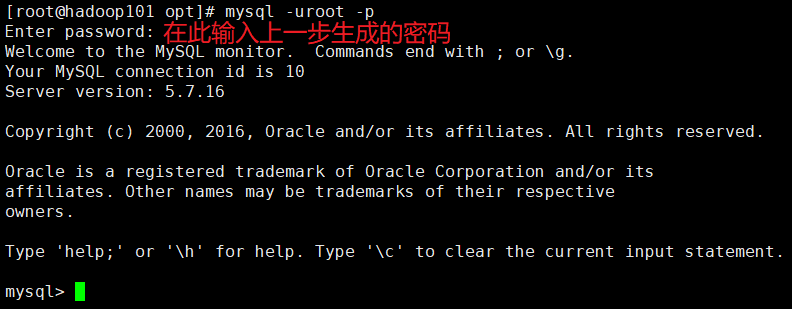 [root@hadoop101 opt]# mysql -uroot -p
Enter password: 在此输入上一步生成的密码
Welcome to the MySQL monitor.  Commands end with ; or \g.
Your MySQL connection id is 10
Server version: 5.7.16
Copyright (c) 2000, 2016, Oracle and/or its affiliates. All rights reserved.
Oracle is a registered trademark of Oracle Corporation and/or its
affiliates. Other names may be trademarks of their respective
owners.
Type 'help;' or '\h' for help. Type '\c' to clear the current input statement.
mysql>